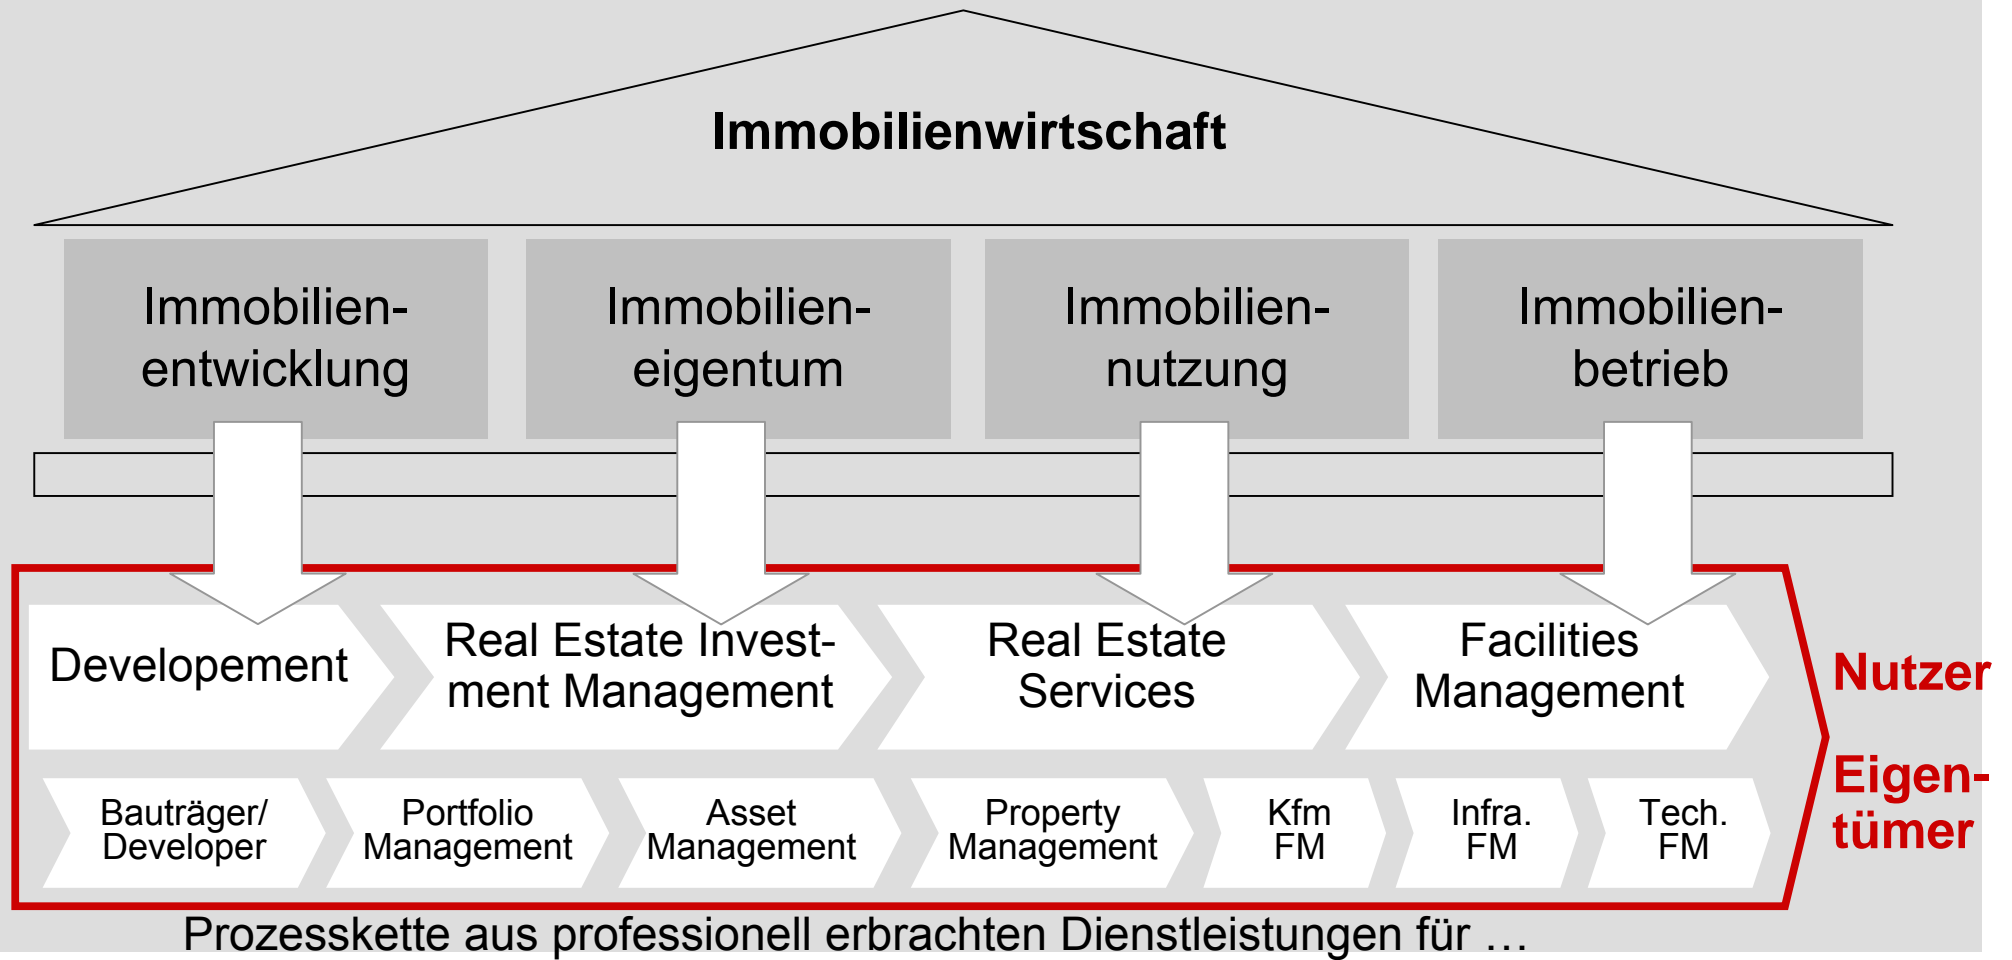 Immobilienwirtschaft
Immobilien-
entwicklung
Immobilien-
eigentum
Immobilien-
nutzung
Immobilien-
betrieb
Developement
Real Estate Invest-
ment Management
Real Estate
Services
Facilities
Management
Nutzer
Eigen-
tümer
Bauträger/
Developer
Portfolio
Management
Asset
Management
Property
Management
Kfm
FM
Infra.
FM
Tech.
FM
Prozesskette aus professionell erbrachten Dienstleistungen für …